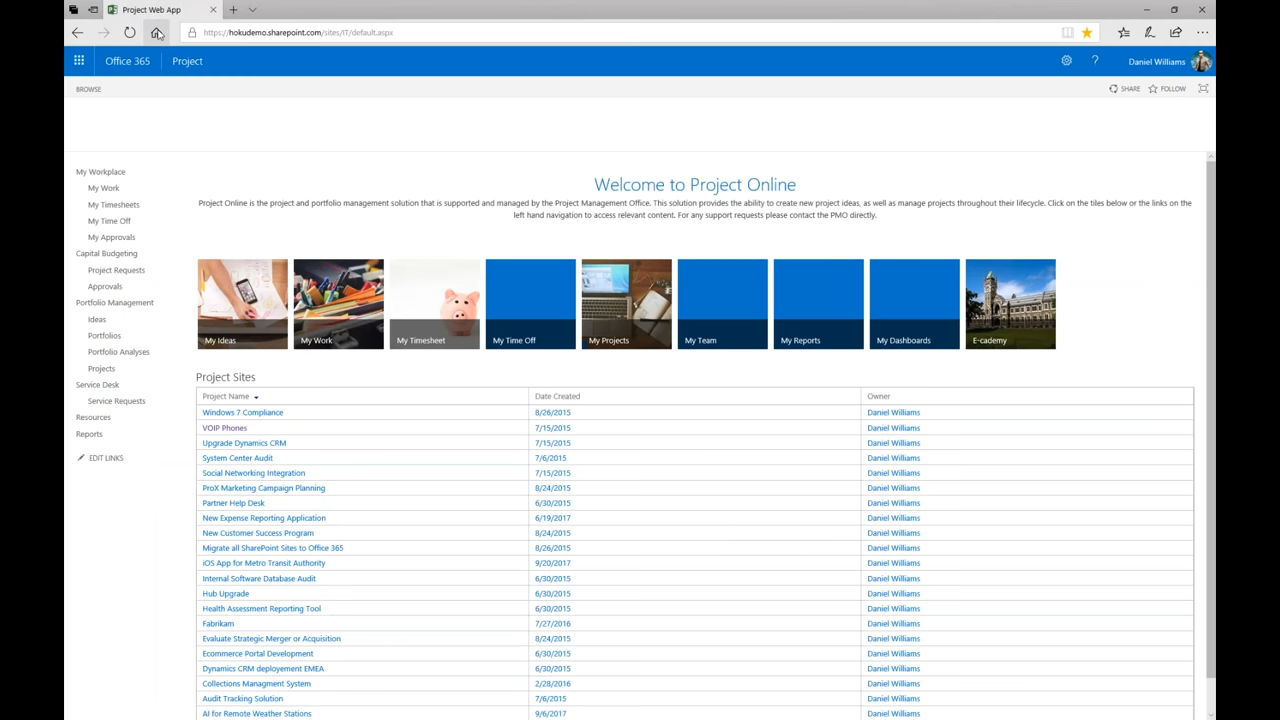 Project Web App
https://hokudemo.sharepoint.com/sites/IT/default.aspx
Office 365 Project ? Daniel Williams
BROWSE SHARE FOLLOW
My Workplace
My Work
My Timesheets
My Time Off
My Approvals
Capital Budgeting
Project Requests
Approvals
Portfolio Management
Ideas
Portfolios
Portfolio Analyses
Projects
Service Desk
Service Requests
Resources
Reports
EDIT LINKS
Welcome to Project Online
Project Online is the project and portfolio management solution that is supported and managed by the Project Management Office. This solution provides the ability to create new project ideas, as well as manage projects throughout their lifecycle. Click on the tiles below or the links on the
left hand navigation to access relevant content. For any support requests please contact the PMO directly.
My Ideas My Work My Timesheet My Time Off My Projects My Team My Reports My Dashboards E-cademy
Project Sites
Project Name Date Created Owner
Windows 7 Compliance 8/26/2015 Daniel Williams
VOIP Phones 7/15/2015 Daniel Williams
Upgrade Dynamics CRM 7/15/2015 Daniel Williams
System Center Audit 7/6/2015 Daniel Williams
Social Networking Integration 7/15/2015 Daniel Williams
ProX Marketing Campaign Planning 8/24/2015 Daniel Williams
Partner Help Desk 6/30/2015 Daniel Williams
New Expense Reporting Application 6/19/2017 Daniel Williams
New Customer Success Program 8/24/2015 Daniel Williams
Migrate all SharePoint Sites to Office 365 8/26/2015 Daniel Williams
iOS App for Metro Transit Authority 9/20/2017 Daniel Williams
Internal Software Database Audit 6/30/2015 Daniel Williams
Hub Upgrade 6/30/2015 Daniel Williams
Health Assessment Reporting Tool 6/30/2015 Daniel Williams
Fabrikam 7/27/2016 Daniel Williams
Evaluate Strategic Merger or Acquisition 8/24/2015 Daniel Williams
Ecommerce Portal Development 6/30/2015 Daniel Williams
Dynamics CRM deployement EMEA 6/30/2015 Daniel Williams
Collections Managment System 2/28/2016 Daniel Williams
Audit Tracking Solution 7/6/2015 Daniel Williams
AI for Remote Weather Stations 9/6/2017 Daniel Williams